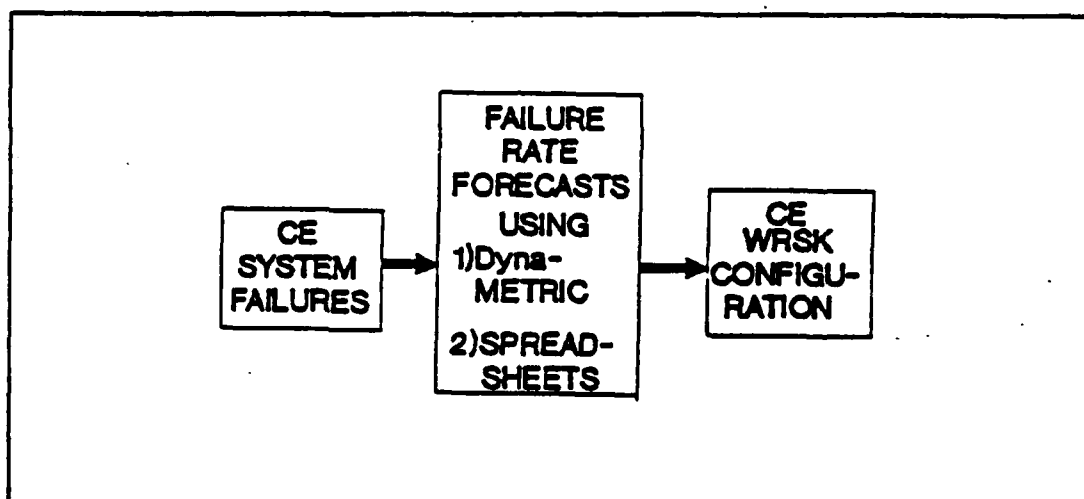 CE
SYSTEM
FAILURES
FAILURE
RATE
FORECASTS
USING
1)Dyna-
METRIC
2)SPREAD-
SHEETS
CE
WRSK
CONFIGU-
RATION